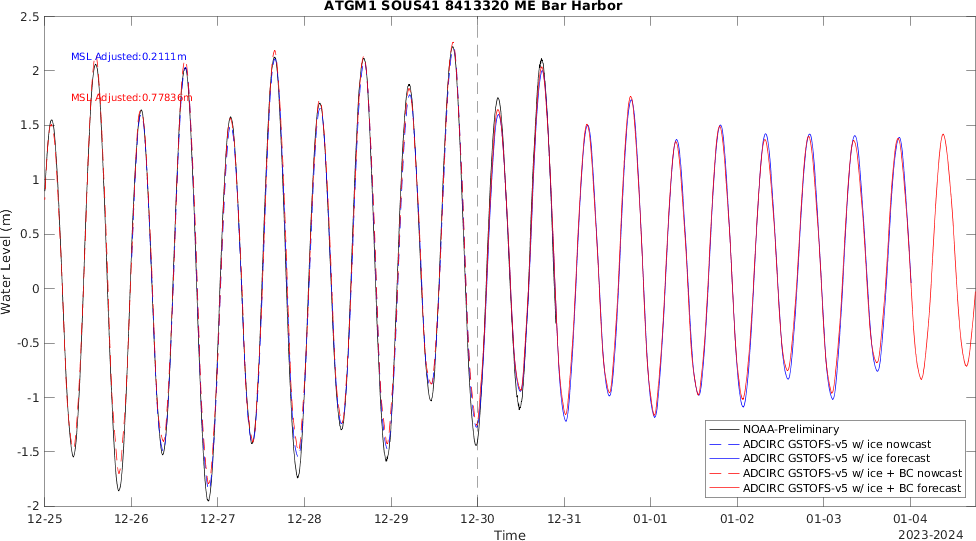 ATGM1 SOUS41 8413320 ME Bar Harbor
2.5
2
1.5
1
0.5
0
-0.5
-1
-1.5
-2
Water Level (m)
MSL Adjusted:0.2111m
MSL Adjusted:0.77836m
NOAA-Preliminary
ADCIRC GSTOFS-v5 w/ ice nowcast
ADCIRC GSTOFS-v5 w/ ice forecast
ADCIRC GSTOFS-v5 w/ ice + BC nowcast
ADCIRC GSTOFS-v5 w/ ice + BC forecast
12-25 12-26 12-27 12-28 12-29 12-30 12-31 01-01 01-02 01-03 01-04
Time
2023-2024